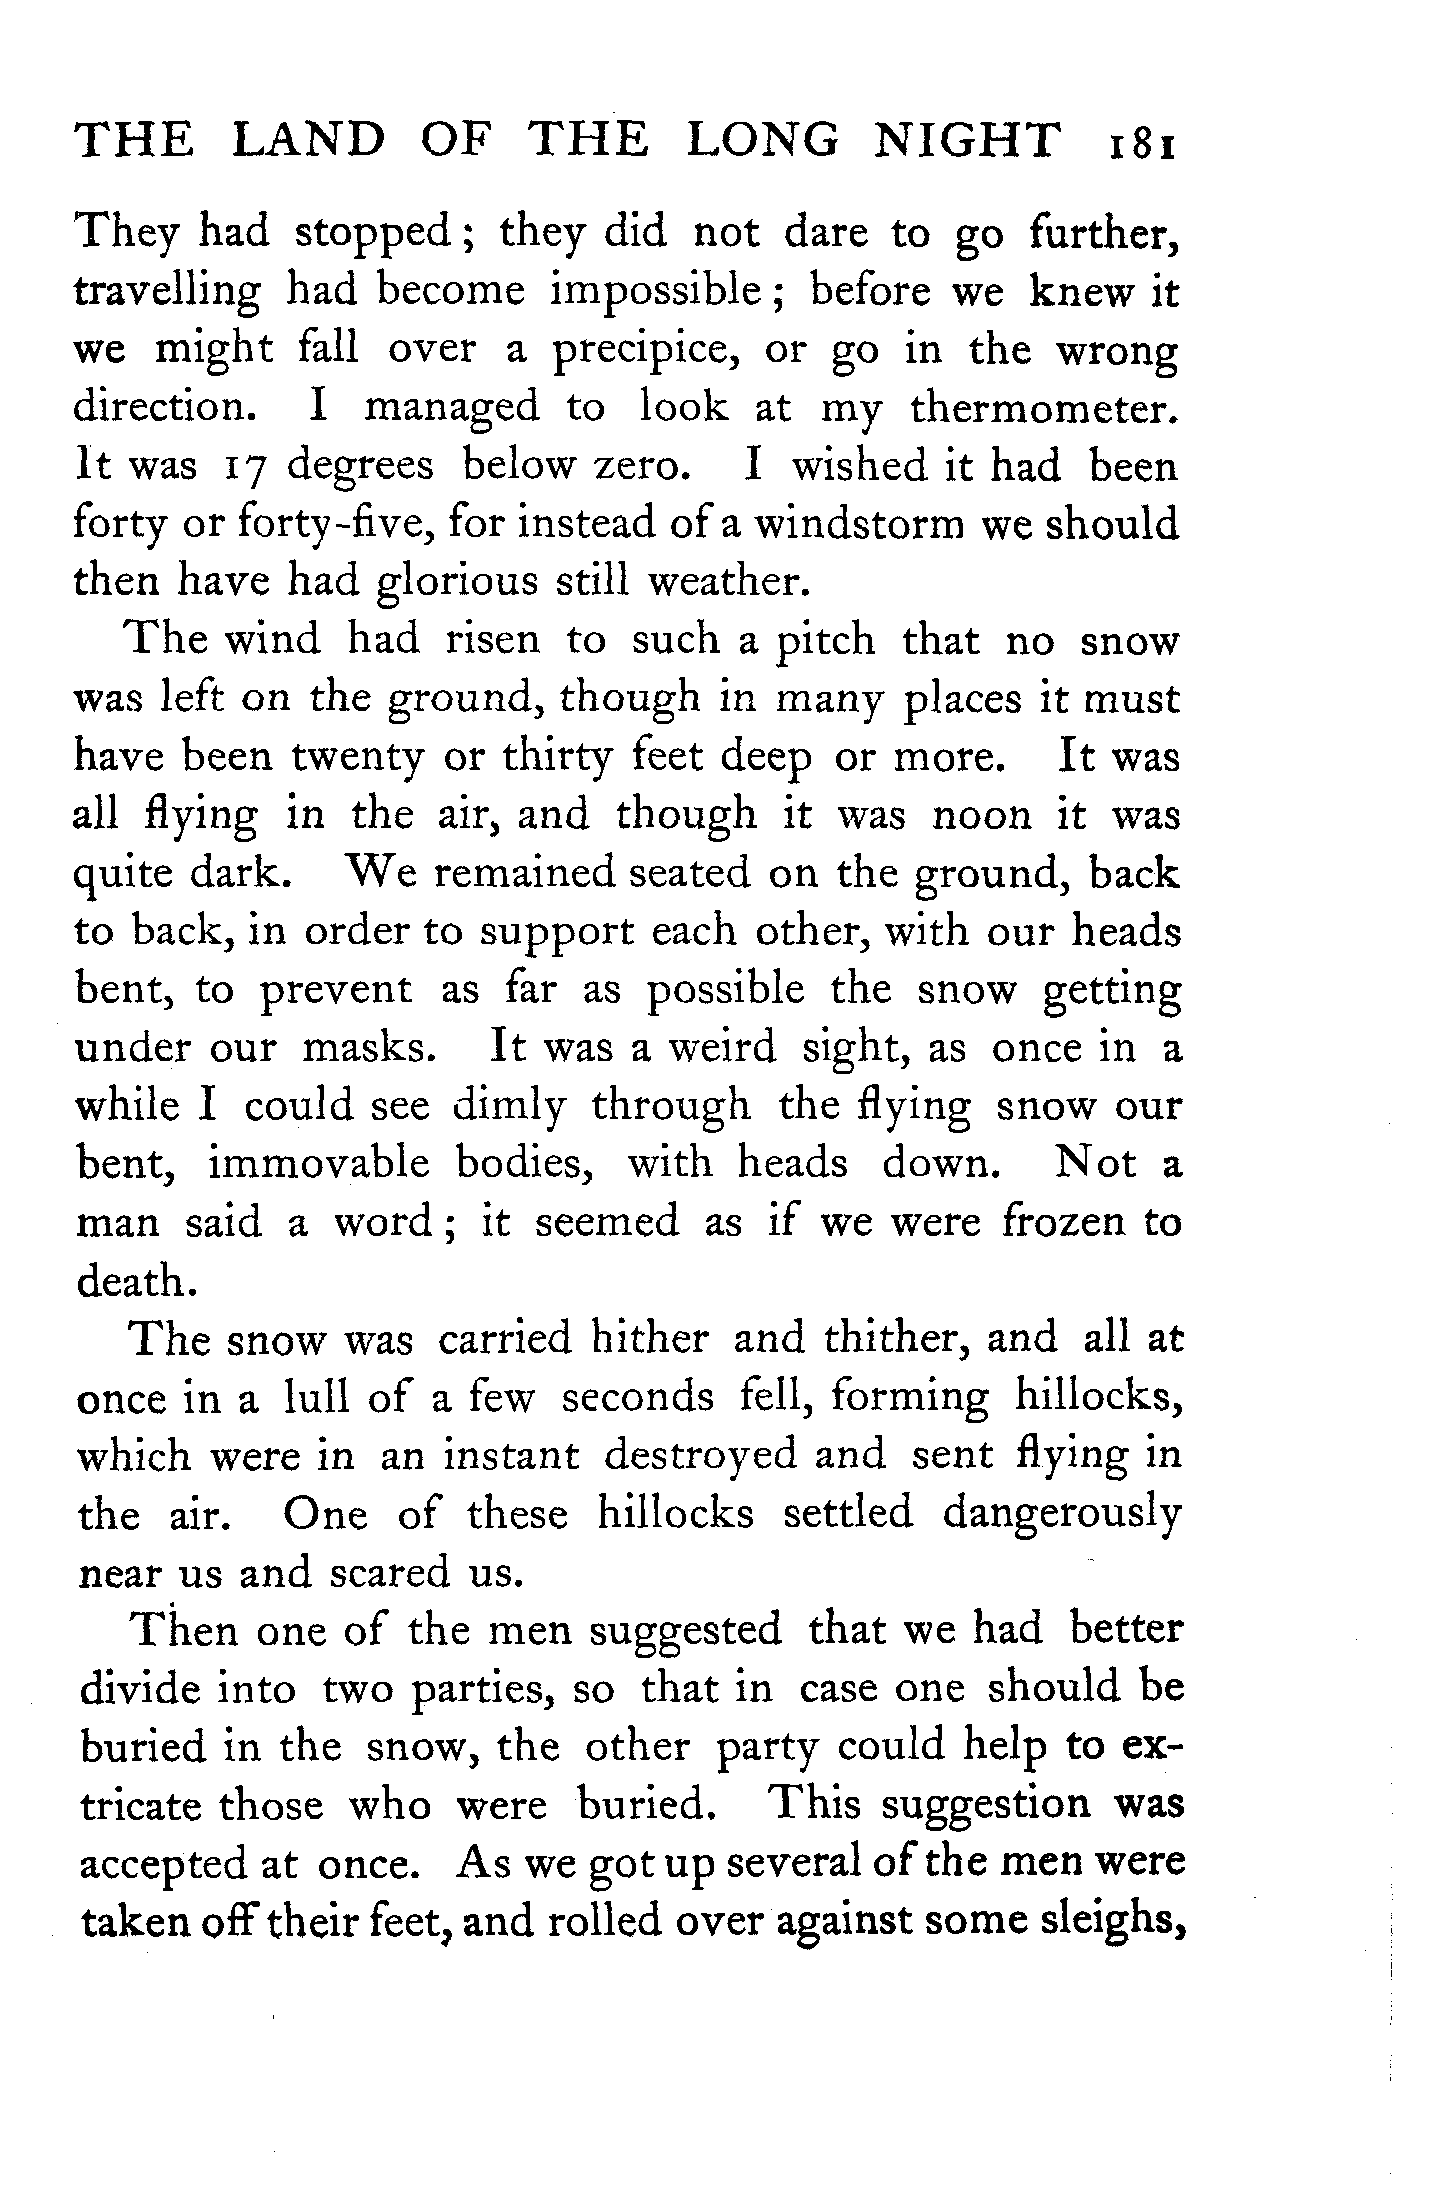 THE LAND OF THE LONG NIGHT 181
They had stopped; they did not dare to go further,
travelling had become impossible; before we knew it
we might fall over a precipice, or go in the wrong
direction. I managed to look at my thermometer.
It was 17 degrees below zero. I wished it had been
forty or forty-five, for instead of a windstorm we should
then have had glorious still weather.
The wind had risen to such a pitch that no snow
was left on the ground, though in many places it must
have been twenty or thirty feet deep or more. It was
all flying in the air, and though it was noon it was
quite dark. We remained seated on the ground, back
to back, in order to support each other, with our heads
bent, to prevent as far as possible the snow getting
under our masks. It was a weird sight, as once in a
while I could see dimly through the flying snow our
bent, immovable bodies, with heads down. Not a
man said a word; it seemed as if we were frozen to
death.
The snow was carried hither and thither, and all at
once in a lull of a few seconds fell, forming hillocks,
which were in an instant destroyed and sent flying in
the air. One of these hillocks settled dangerously
near us and scared us.
Then one of the men suggested that we had better
divide into two parties, so that in case one should be
buried in the snow, the other party could help to ex-
tricate those who were buried. This suggestion was
accepted at once. As we got up several of the men were
taken off their feet, and rolled over against some sleighs,